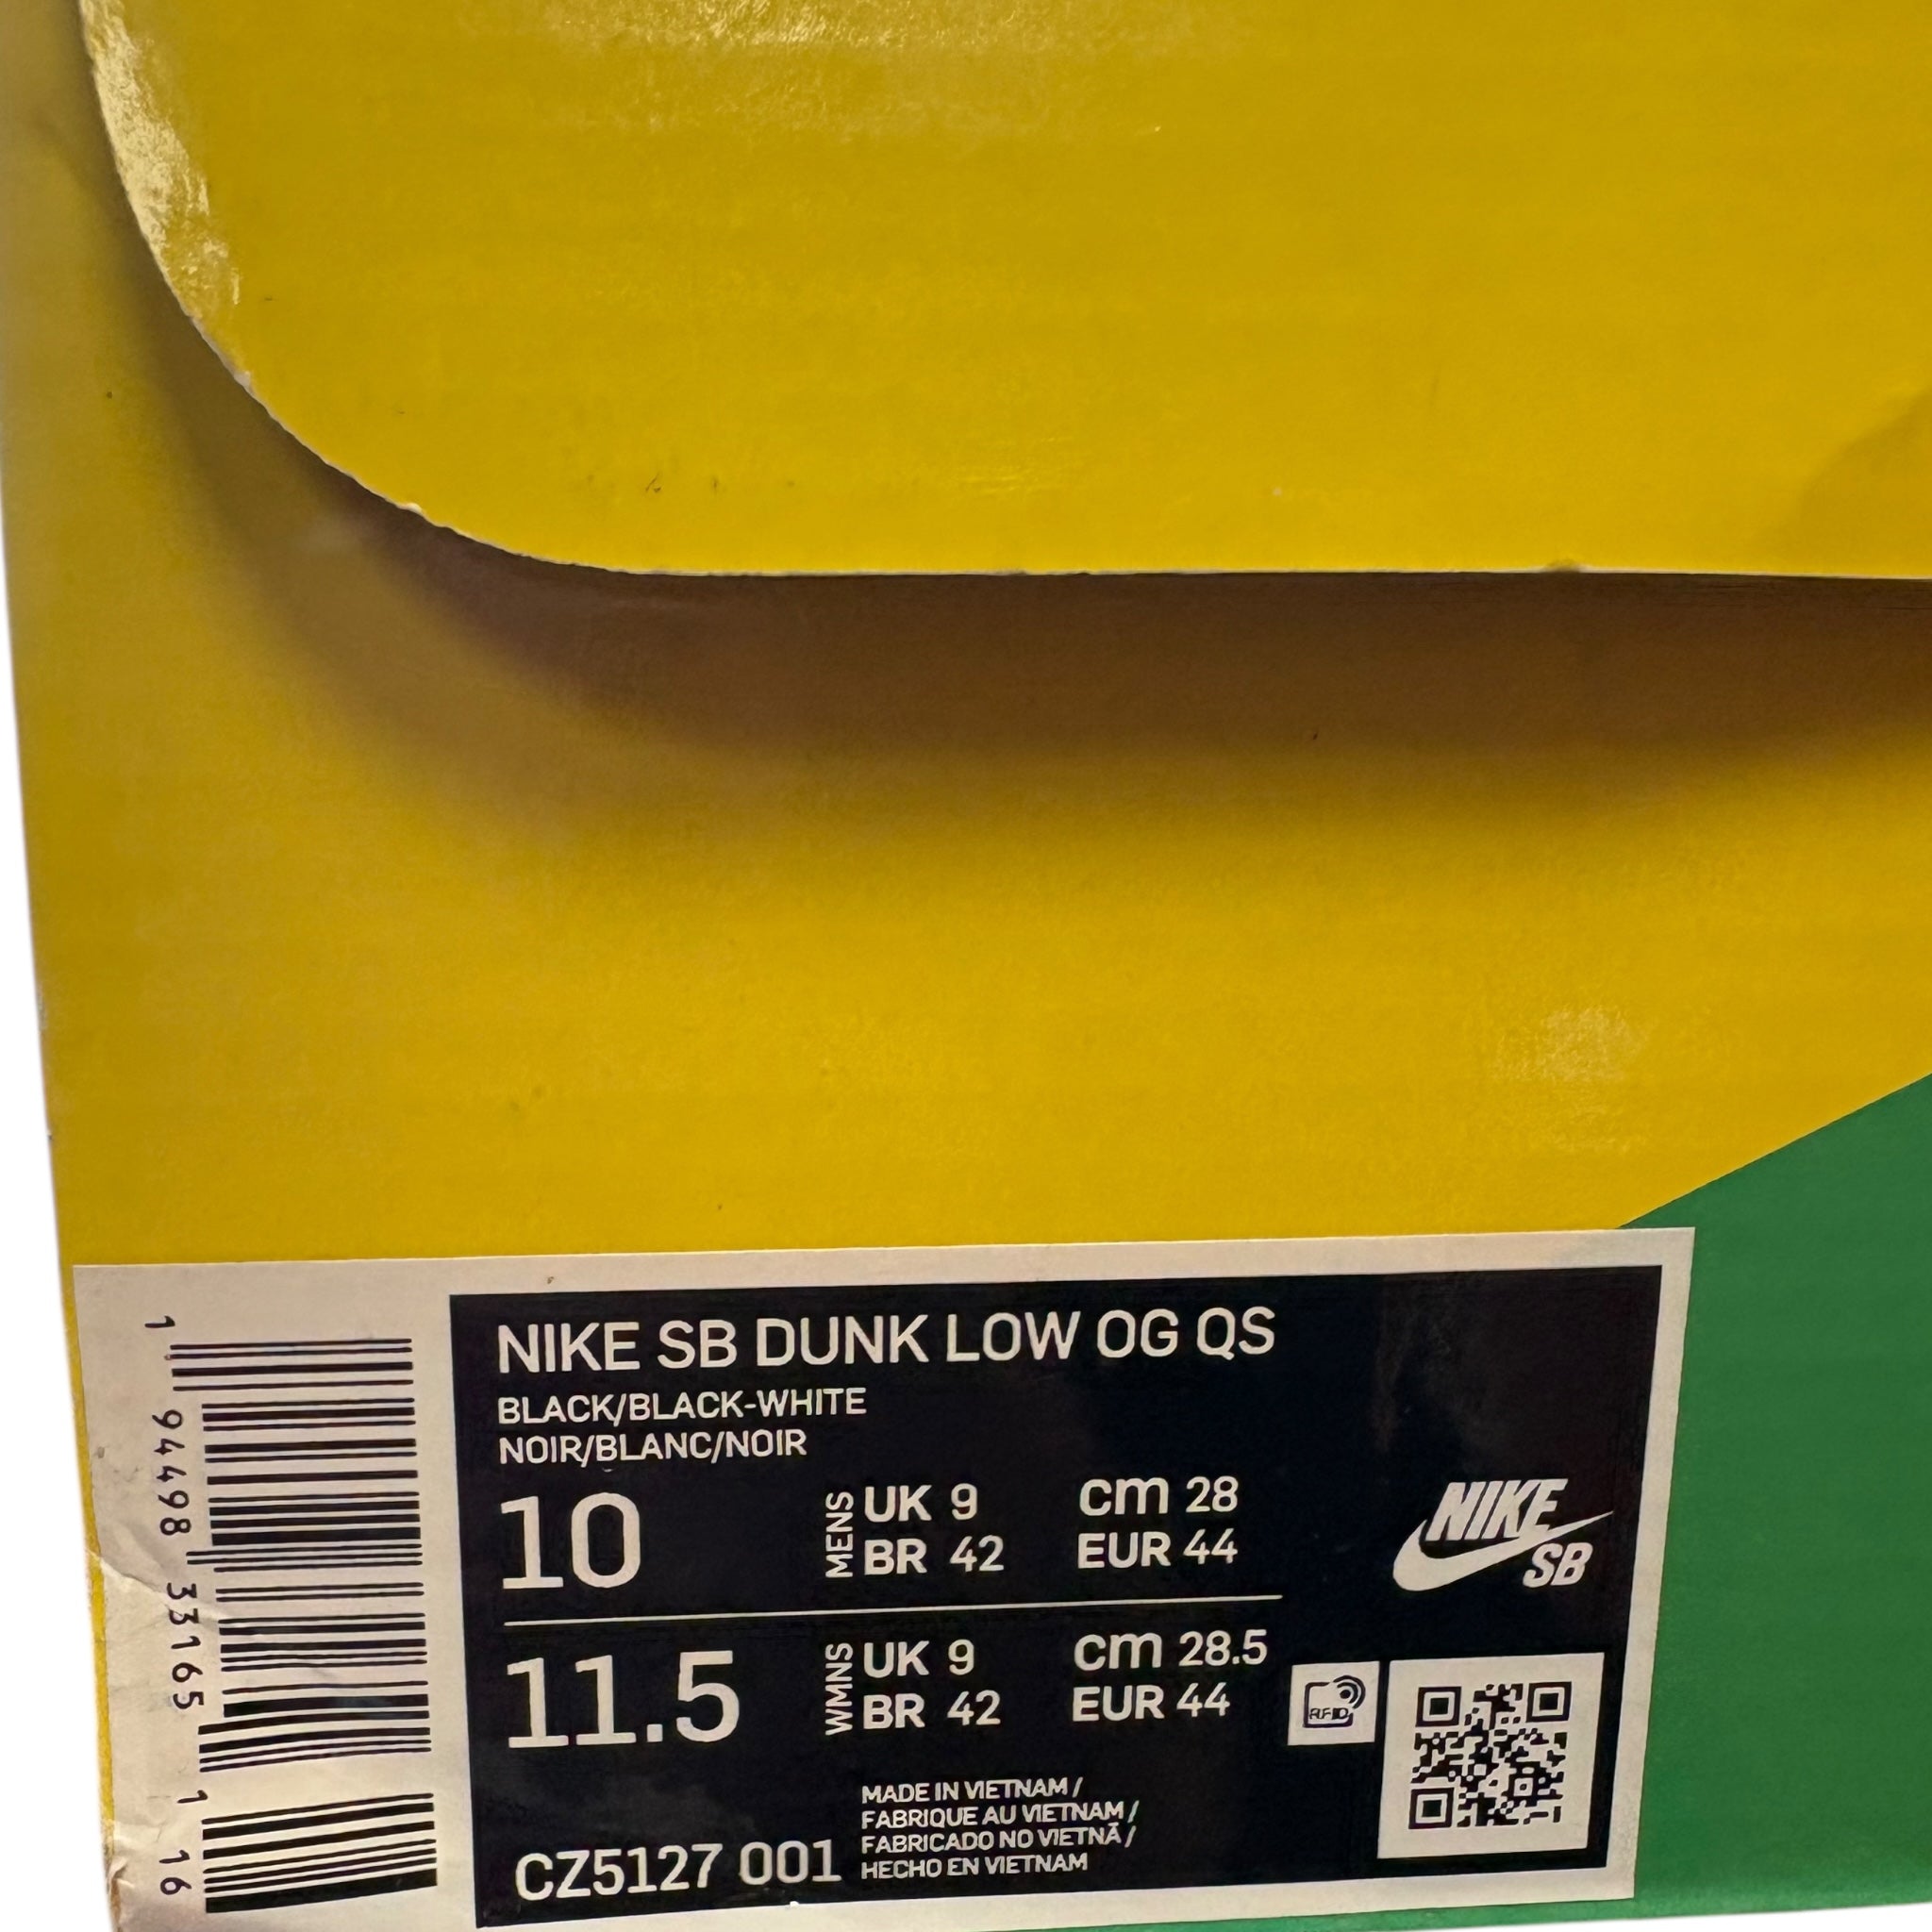 NIKE SB DUNK LOW OG QS
BLACK/BLACK-WHITE
NOIR/BLANC/NOIR
10
MENS
UK 9
BR 42
cm 28
EUR 44
11.5
WMNS
UK 9
BR 42
cm 28.5
EUR 44
CZ5127 001
MADE IN VIETNAM /
FABRIQUE AU VIETNAM /
FABRICADO NO VIETNÃ /
HECHO EN VIETNAM
NIKE
SB
RFID
1 94498 33165 1 16